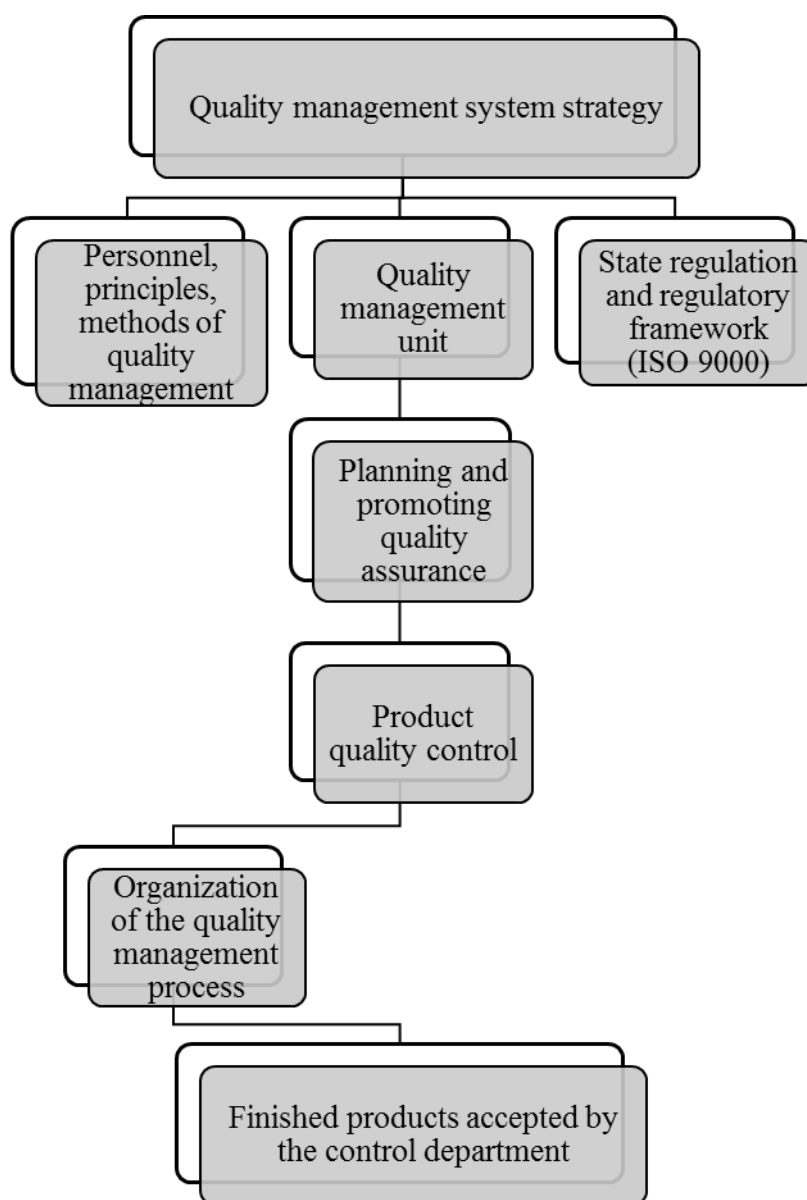 Quality management system strategy
Personnel,
principles,
methods of
quality
management
Quality
management
unit
State regulation
and regulatory
framework
(ISO 9000)
Planning and
promoting
quality
assurance
Product
quality control
Organization
of the quality
management
process
Finished products accepted by
the control department